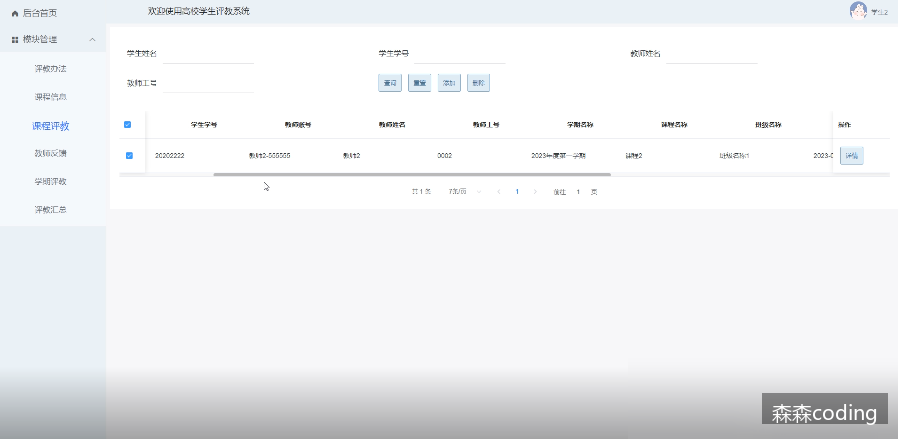 后台首页
欢迎使用高校学生评教系统
学生2
模块管理
学生姓名
学生学号
教师姓名
评教办法
教师工号
查询 重置 添加 删除
课程信息
学生学号 教师账号 教师姓名 教师工号 学期名称 课程名称 班级名称 操作
课程评教
20202222 教师2-555555 教师2 0002 2023年度第一学期 课程2 班级名称1 2023-0 详情
教师反馈
学期评教
共 1 条 7条/页 1 前往 1 页
评教汇总
森森coding